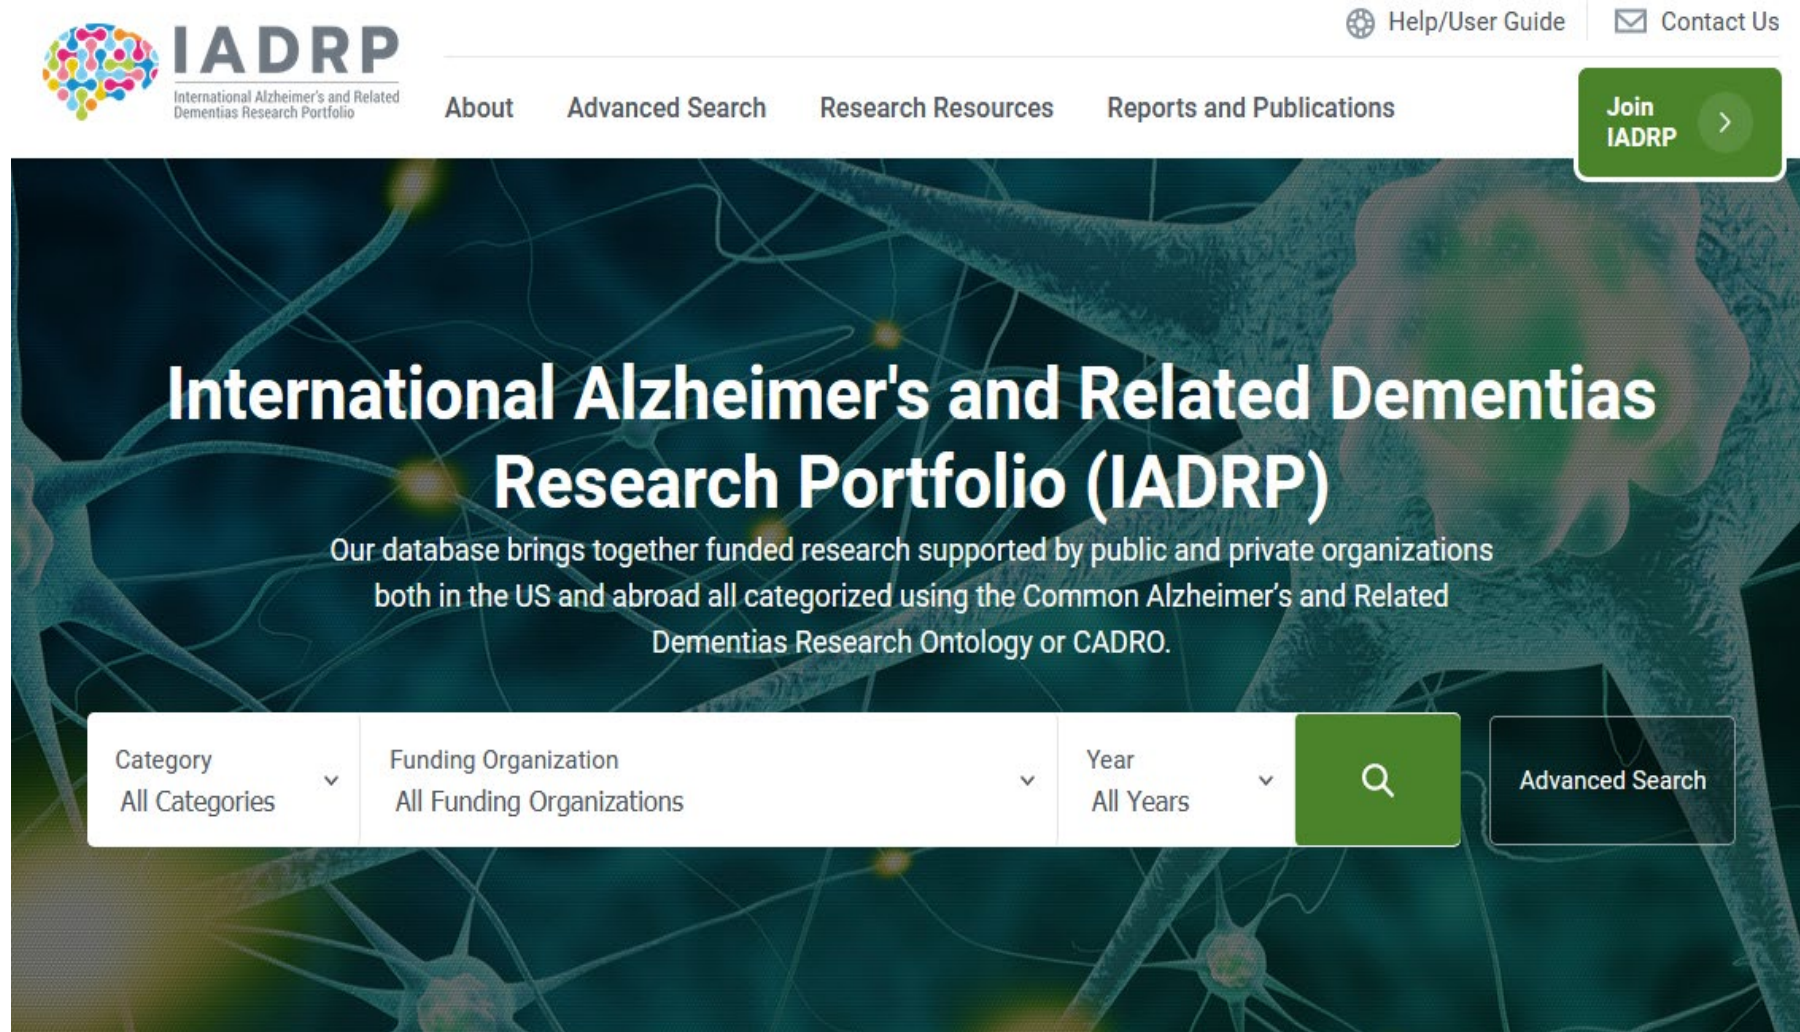 Help/User Guide
Contact Us
IADRP
International Alzheimer's and Related
Dementias Research Portfolio
About
Advanced Search
Research Resources
Reports and Publications
Join
IADRP
International Alzheimer's and Related Dementias
Research Portfolio (IADRP)
Our database brings together funded research supported by public and private organizations
both in the US and abroad all categorized using the Common Alzheimer’s and Related
Dementias Research Ontology or CADRO.
Category
All Categories
Funding Organization
All Funding Organizations
Year
All Years
Advanced Search